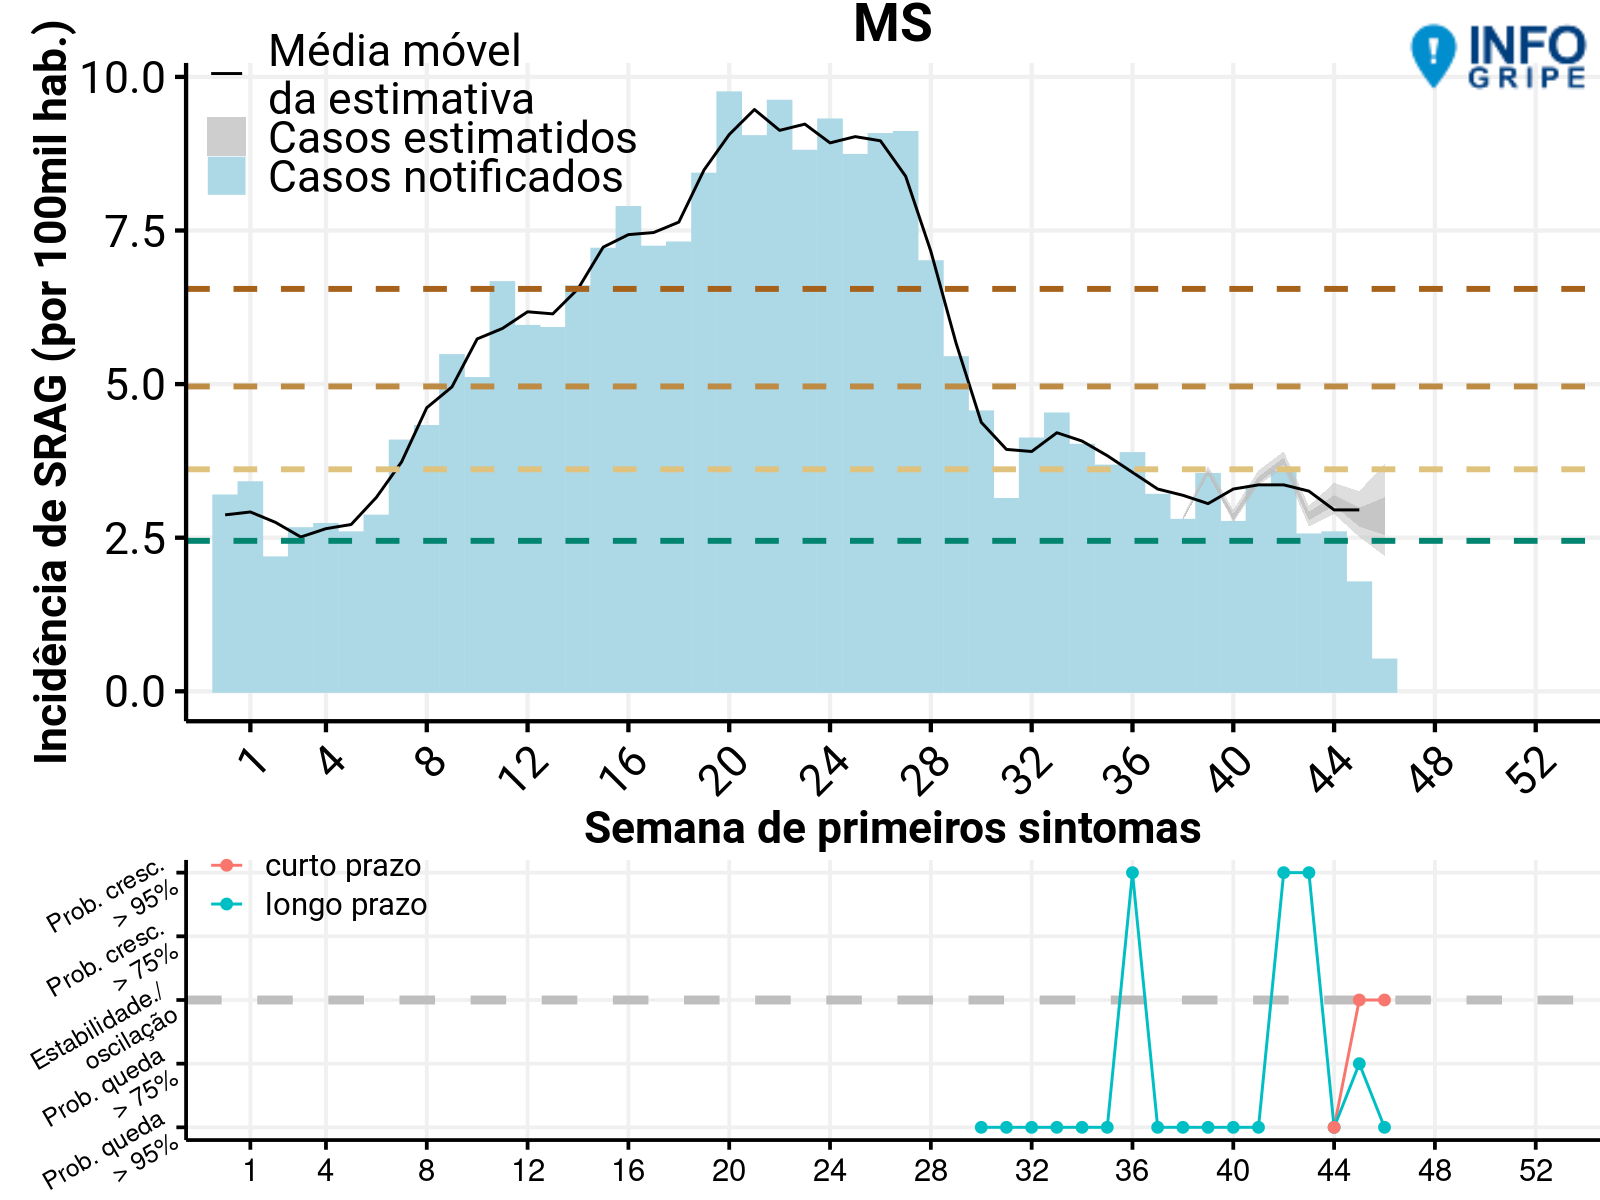 MS
INFO
GRIPE
Média móvel
da estimativa
Casos estimatidos
Casos notificados
Incidência de SRAG (por 100mil hab.)
10.0
7.5
5.0
2.5
0.0
1 4 8 12 16 20 24 28 32 36 40 44 48 52
Semana de primeiros sintomas
curto prazo
longo prazo
Prob. cresc.
> 95%
Prob. cresc.
> 75%
Estabilidade./
oscilação
Prob. queda
> 75%
Prob. queda
> 95%
1 4 8 12 16 20 24 28 32 36 40 44 48 52